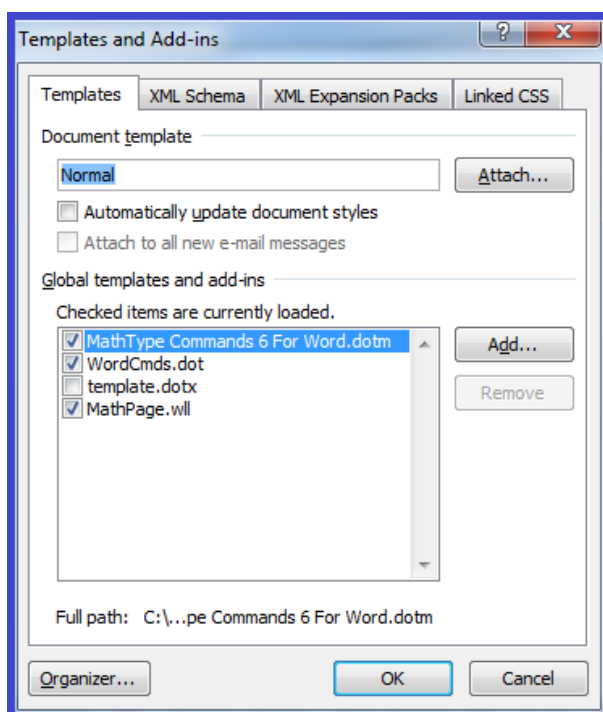 Templates and Add-ins
Templates XML Schema XML Expansion Packs Linked CSS
Document template
Normal Attach...
Automatically update document styles
Attach to all new e-mail messages
Global templates and add-ins
Checked items are currently loaded.
MathType Commands 6 For Word.dotm Add...
WordCmds.dot
template.dotx Remove
MathPage.wll
Full path: C:\...pe Commands 6 For Word.dotm
Organizer... OK Cancel